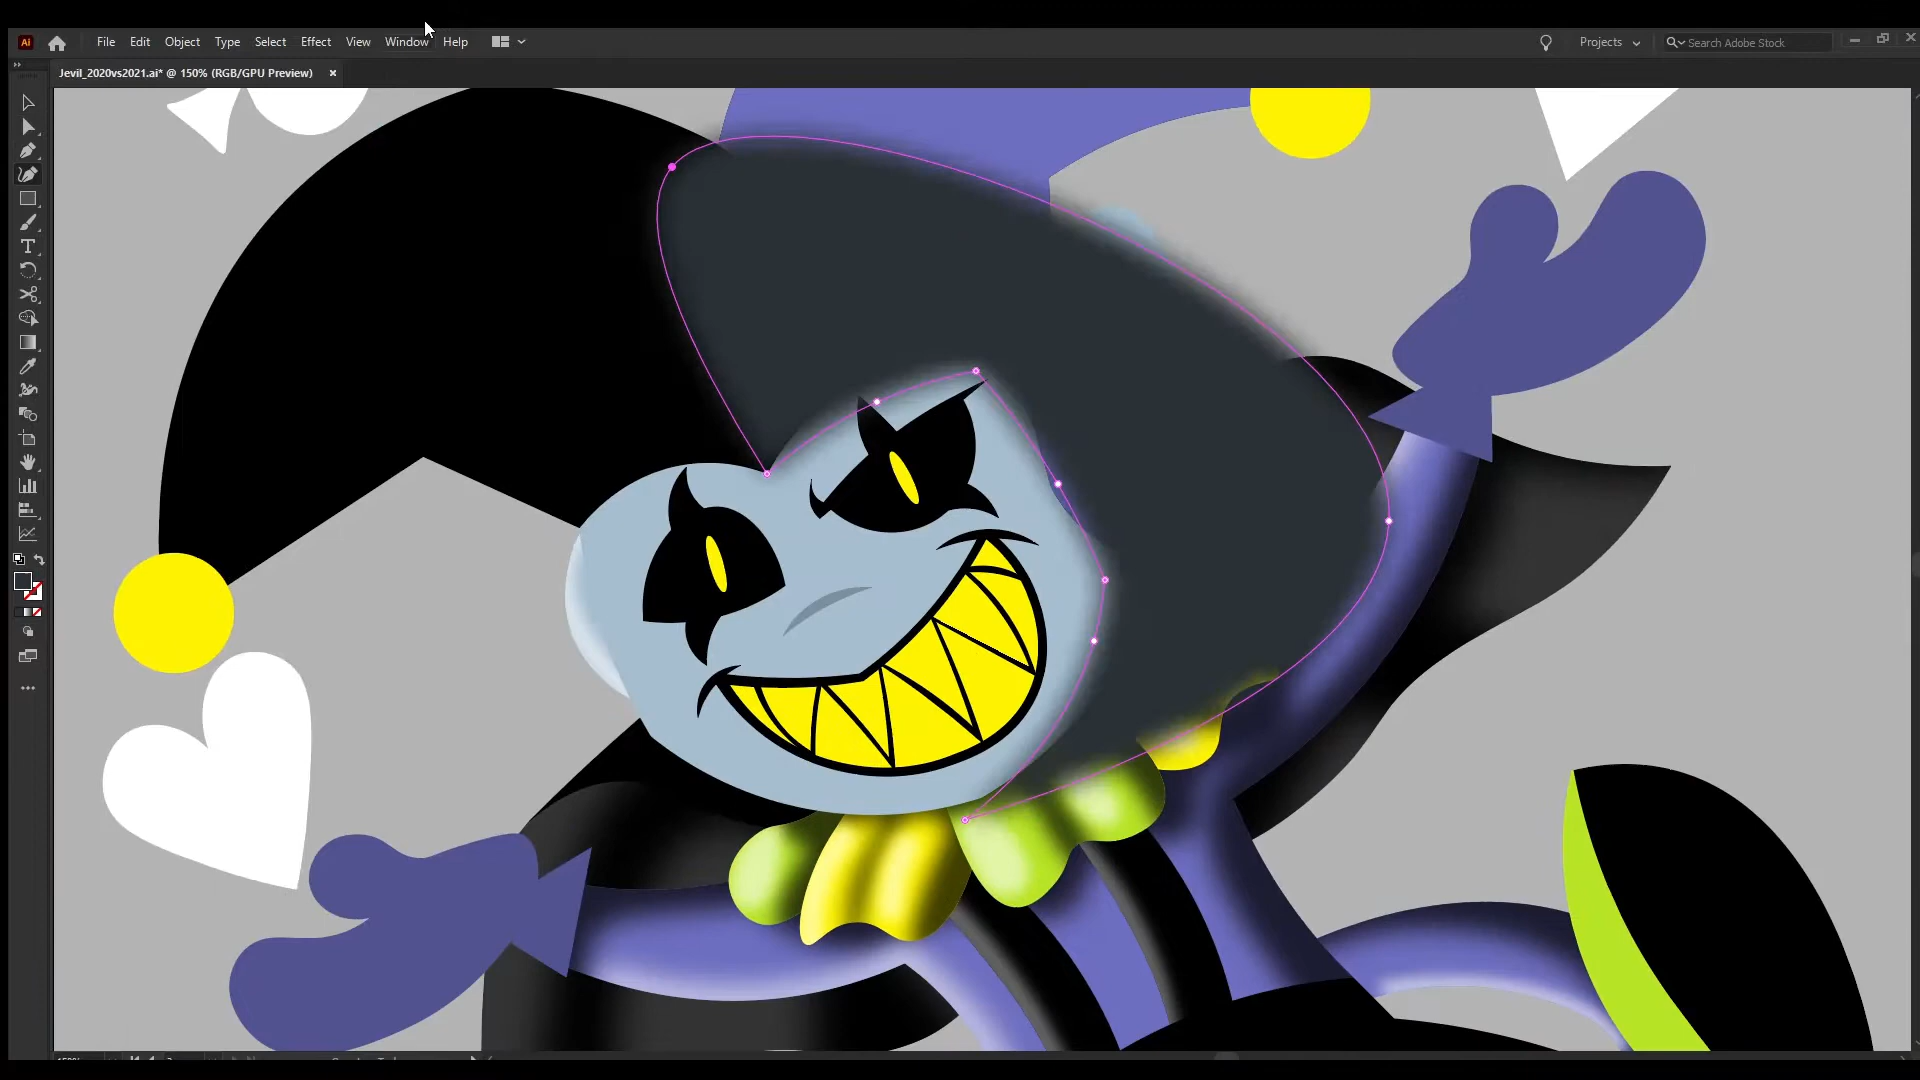 Ai File Edit Object Type Select Effect View Window Help Projects Search Adobe Stock
Jevil_2020vs2021.ai* @ 150% (RGB/GPU Preview) ×